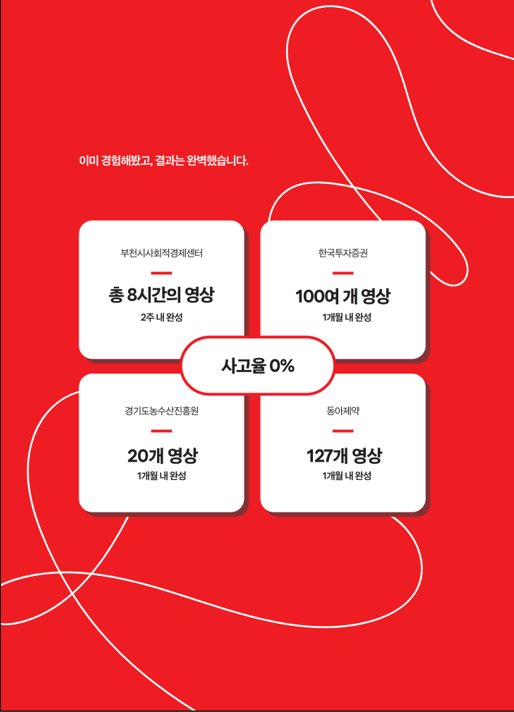 이미 경험해봤고, 결과는 완벽했습니다.
부천시사회적경제센터
총 8시간의 영상
2주 내 완성
한국투자증권
100여 개 영상
1개월 내 완성
사고율 0%
경기도농수산진흥원
20개 영상
1개월 내 완성
동아제약
127개 영상
1개월 내 완성